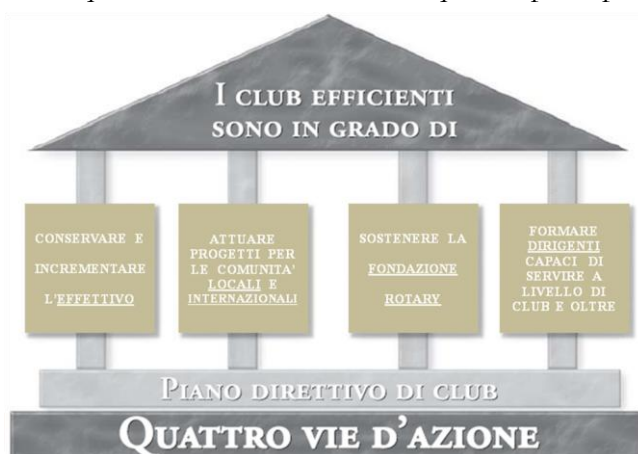 I CLUB EFFICIENTI
SONO IN GRADO DI
CONSERVARE E
INCREMENTARE
L'EFFETTIVO
ATTUARE
PROGETTI PER
LE COMUNITA'
LOCALI E
INTERNAZIONALI
SOSTENERE LA
FONDAZIONE
ROTARY
FORMARE
DIRIGENTI
CAPACI DI
SERVIRE A
LIVELLO DI
CLUB E OLTRE
PIANO DIRETTIVO DI CLUB
QUATTRO VIE D'AZIONE